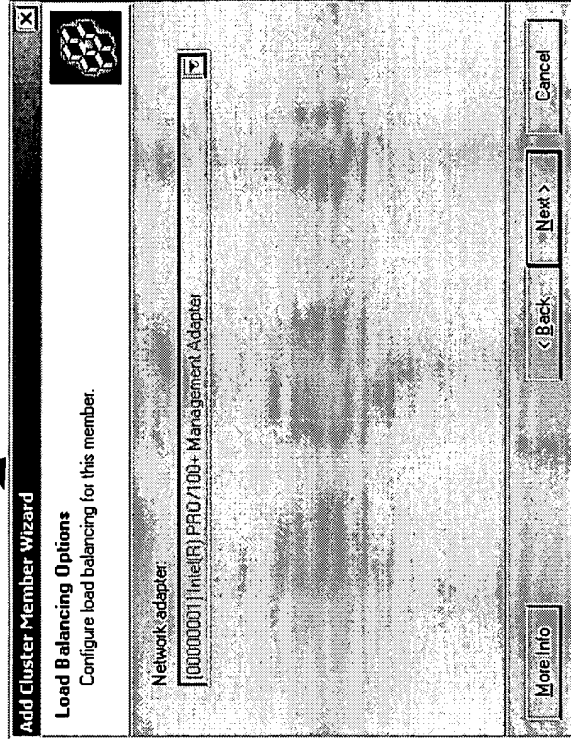 Add Cluster Member Wizard
Load Balancing Options
Configure load balancing for this member.
Network adapter:
[00000001] Intel(R) PRO/100+ Management Adapter
More Info
< Back
Next >
Cancel